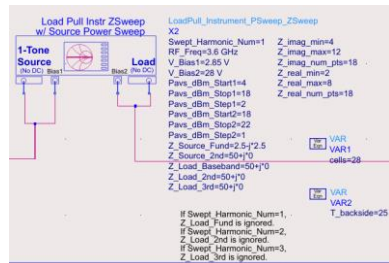 Load Pull Instr ZSweep
w/ Source Power Sweep
1-Tone
Source
(No DC)
Bias1
Bias2
Load
(No DC)
LoadPull_Instrument_PSweep_ZSweep
X2
Swept_Harmonic_Num=1
RF_Freq=3.6 GHz
V_Bias1=2.85 V
V_Bias2=28 V
Pavs_dBm_Start1=4
Pavs_dBm_Stop1=18
Pavs_dBm_Step1=2
Pavs_dBm_Start2=18
Pavs_dBm_Stop2=22
Pavs_dBm_Step2=1
Z_Source_Fund=2.5-j*2.5
Z_Source_2nd=50+j*0
Z_Load_Baseband=50+j*0
Z_Load_2nd=50+j*0
Z_Load_3rd=50+j*0
Z_imag_min=4
Z_imag_max=12
Z_imag_num_pts=18
Z_real_min=2
Z_real_max=8
Z_real_num_pts=18
If Swept_Harmonic_Num=1,
Z_Load_Fund is ignored.
If Swept_Harmonic_Num=2,
Z_Load_2nd is ignored.
If Swept_Harmonic_Num=3,
Z_Load_3rd is ignored.
Var
Eqn
VAR
VAR1
cells=28
Var
Eqn
VAR
VAR2
T_backside=25